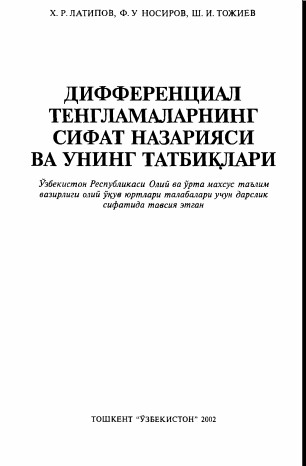 Х. Р. ЛАТИПОВ, Ф. У НОСИРОВ, Ш. И. ТОЖИЕВ
ДИФФЕРЕНЦИАЛ
ТЕНГЛАМАЛАРНИНГ
СИФАТ НАЗАРИЯСИ
ВА УНИНГ ТАТБИҚЛАРИ
Ўзбекистон Республикаси Олий ва ўрта махсус таълим
вазирлиги олий ўқув юртлари талабалари учун дарслик
сифатида тавсия этган
ТОШКЕНТ "ЎЗБЕКИСТОН" 2002